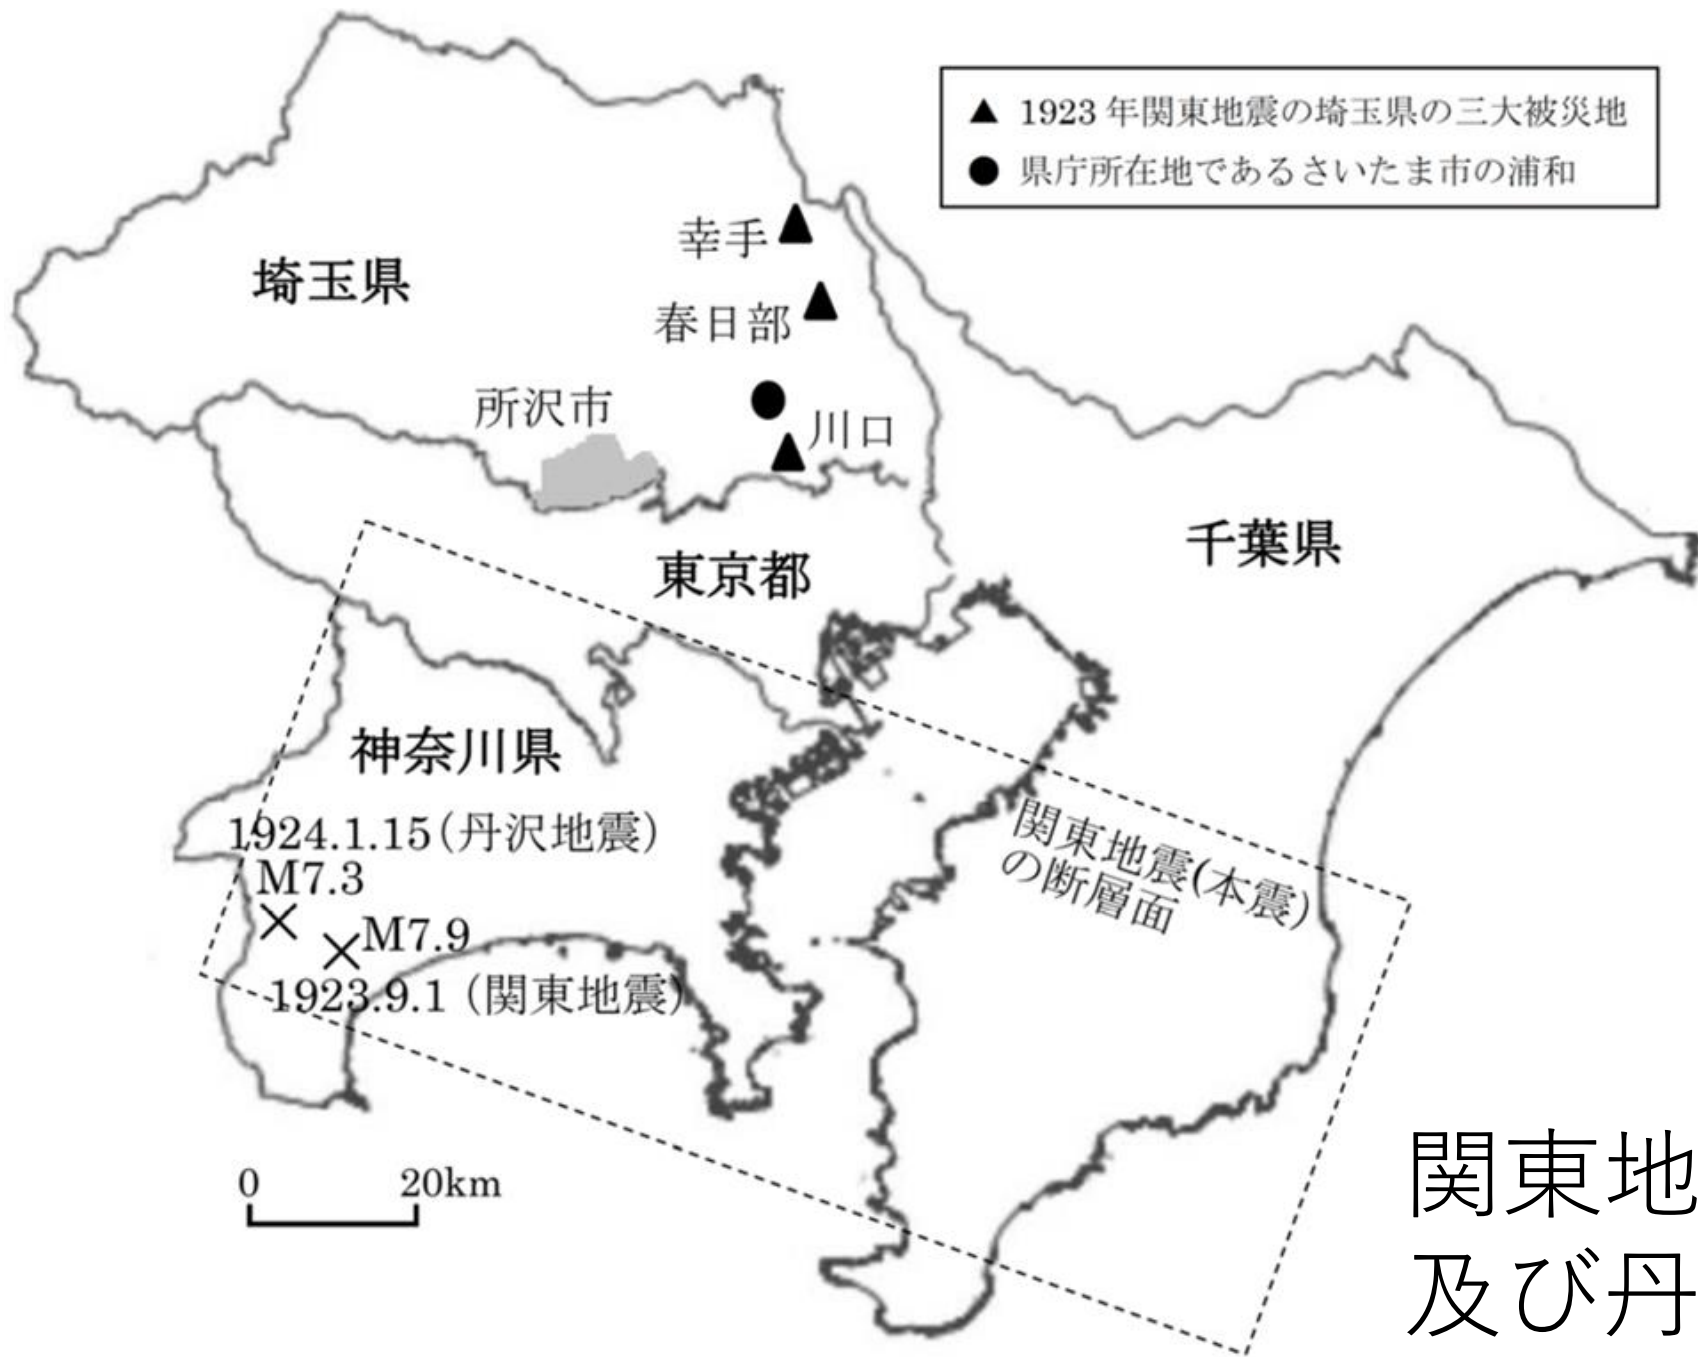 ▲ 1923年関東地震の埼玉県の三大被災地
● 県庁所在地であるさいたま市の浦和
幸手
埼玉県
春日部
所沢市
川口
千葉県
東京都
神奈川県
1924.1.15(丹沢地震)
M7.3
M7.9
1923.9.1 (関東地震)
関東地震(本震)
の断層面
0 20km
関東地
及び丹